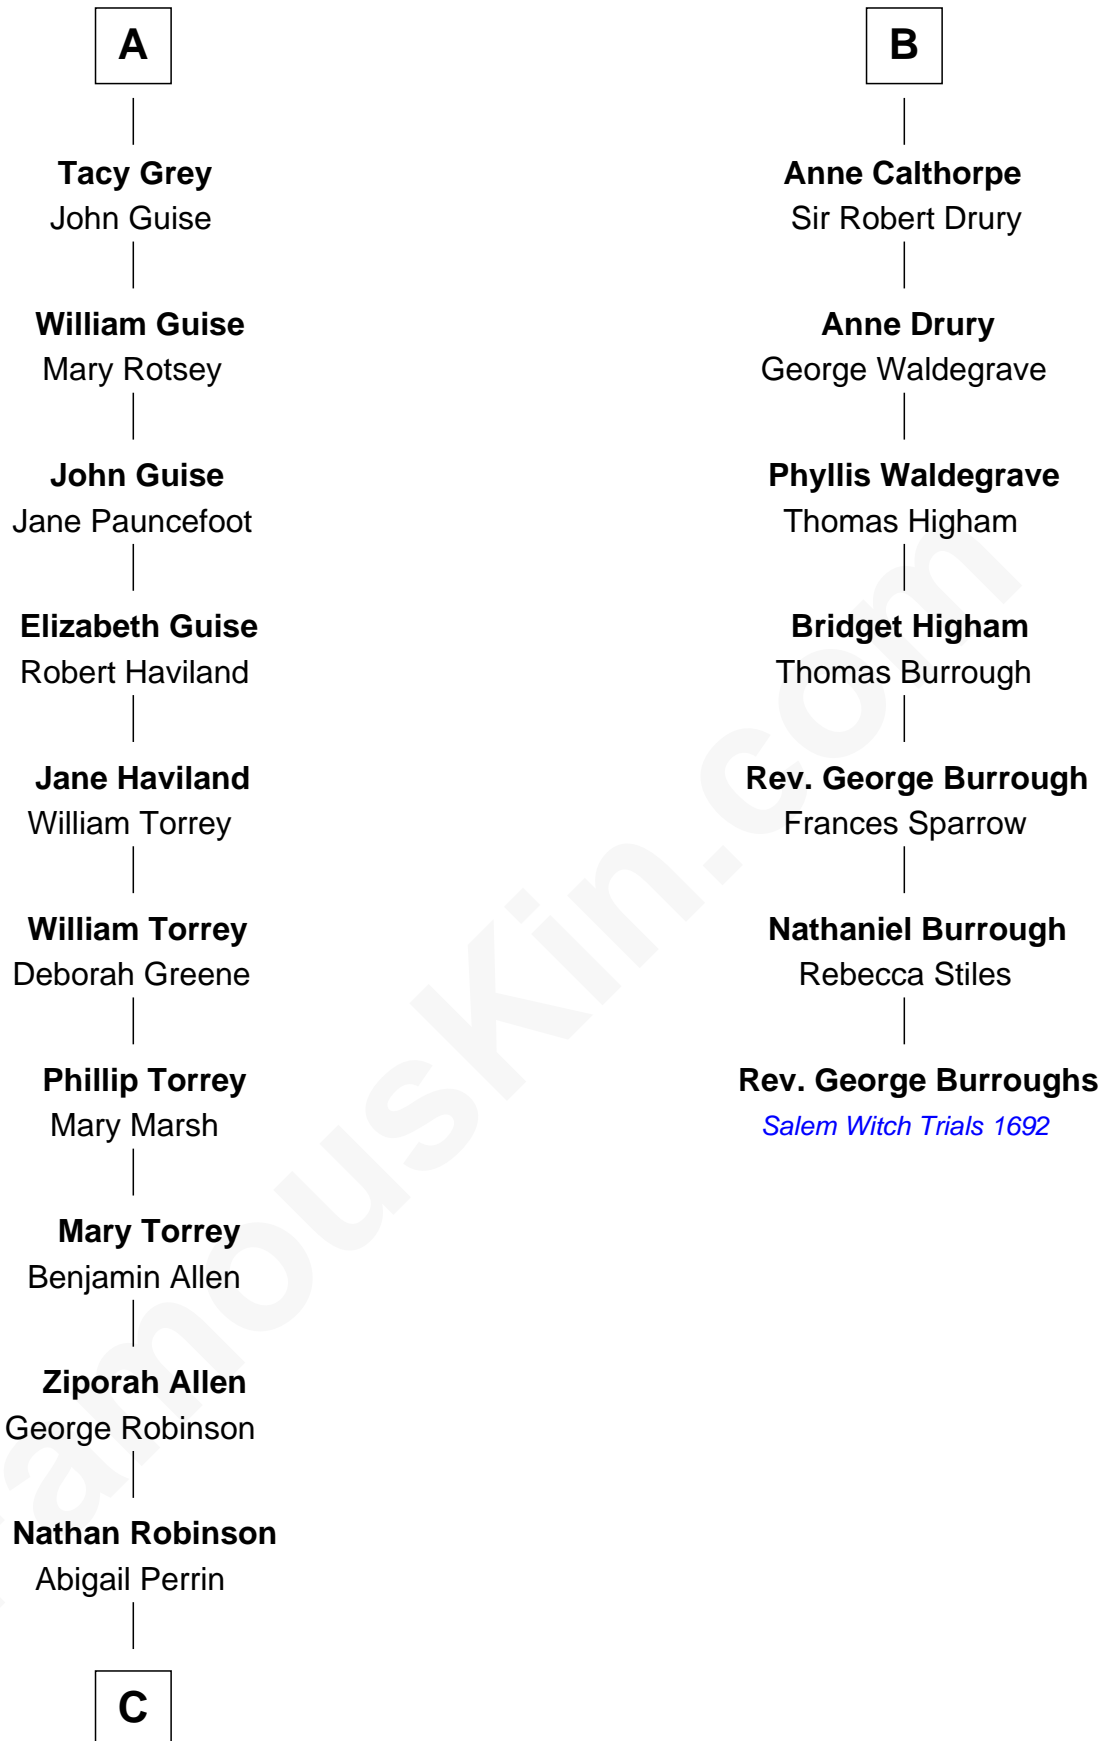 A
Tacy Grey
John Guise
William Guise
Mary Rotsey
John Guise
Jane Pauncefoot
Elizabeth Guise
Robert Haviland
Jane Haviland
William Torrey
William Torrey
Deborah Greene
Phillip Torrey
Mary Marsh
Mary Torrey
Benjamin Allen
Ziporah Allen
George Robinson
Nathan Robinson
Abigail Perrin
C
B
Anne Calthorpe
Sir Robert Drury
Anne Drury
George Waldegrave
Phyllis Waldegrave
Thomas Higham
Bridget Higham
Thomas Burrough
Rev. George Burrough
Frances Sparrow
Nathaniel Burrough
Rebecca Stiles
Rev. George Burroughs
Salem Witch Trials 1692
FamousKin.com